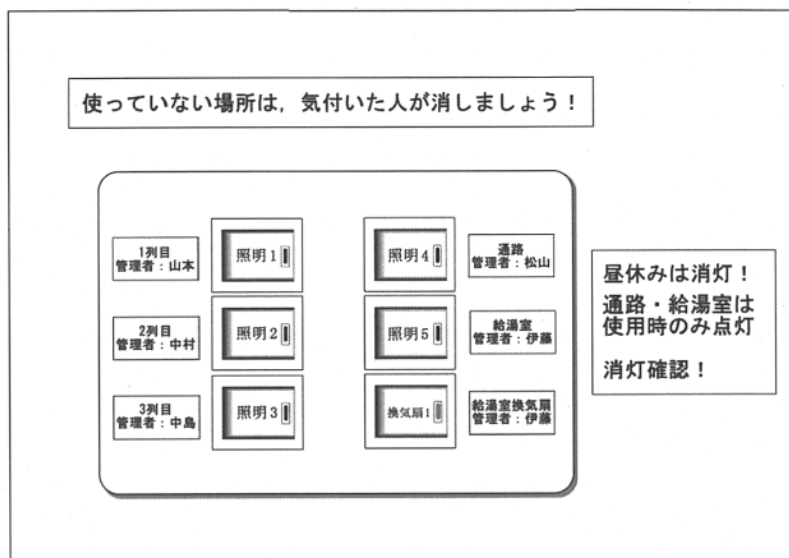 使っていない場所は，気付いた人が消しましょう！
1列目
管理者：山本
照明1
照明4
通路
管理者：松山
2列目
管理者：中村
照明2
照明5
給湯室
管理者：伊藤
3列目
管理者：中島
照明3
換気扇1
給湯室換気扇
管理者：伊藤
昼休みは消灯！
通路・給湯室は
使用時のみ点灯
消灯確認！